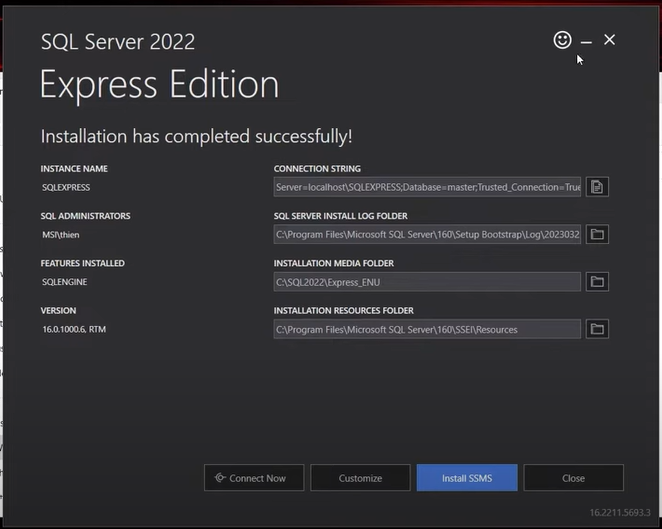 SQL Server 2022
Express Edition
Installation has completed successfully!
INSTANCE NAME
SQLEXPRESS
CONNECTION STRING
Server=localhost\SQLEXPRESS;Database=master;Trusted_Connection=True
SQL ADMINISTRATORS
MSI\thien
SQL SERVER INSTALL LOG FOLDER
C:\Program Files\Microsoft SQL Server\160\Setup Bootstrap\Log\2023032
FEATURES INSTALLED
SQLENGINE
INSTALLATION MEDIA FOLDER
C:\SQL2022\Express_ENU
VERSION
16.0.1000.6, RTM
INSTALLATION RESOURCES FOLDER
C:\Program Files\Microsoft SQL Server\160\SSEI\Resources
Connect Now
Customize
Install SSMS
Close
16.2211.5693.3